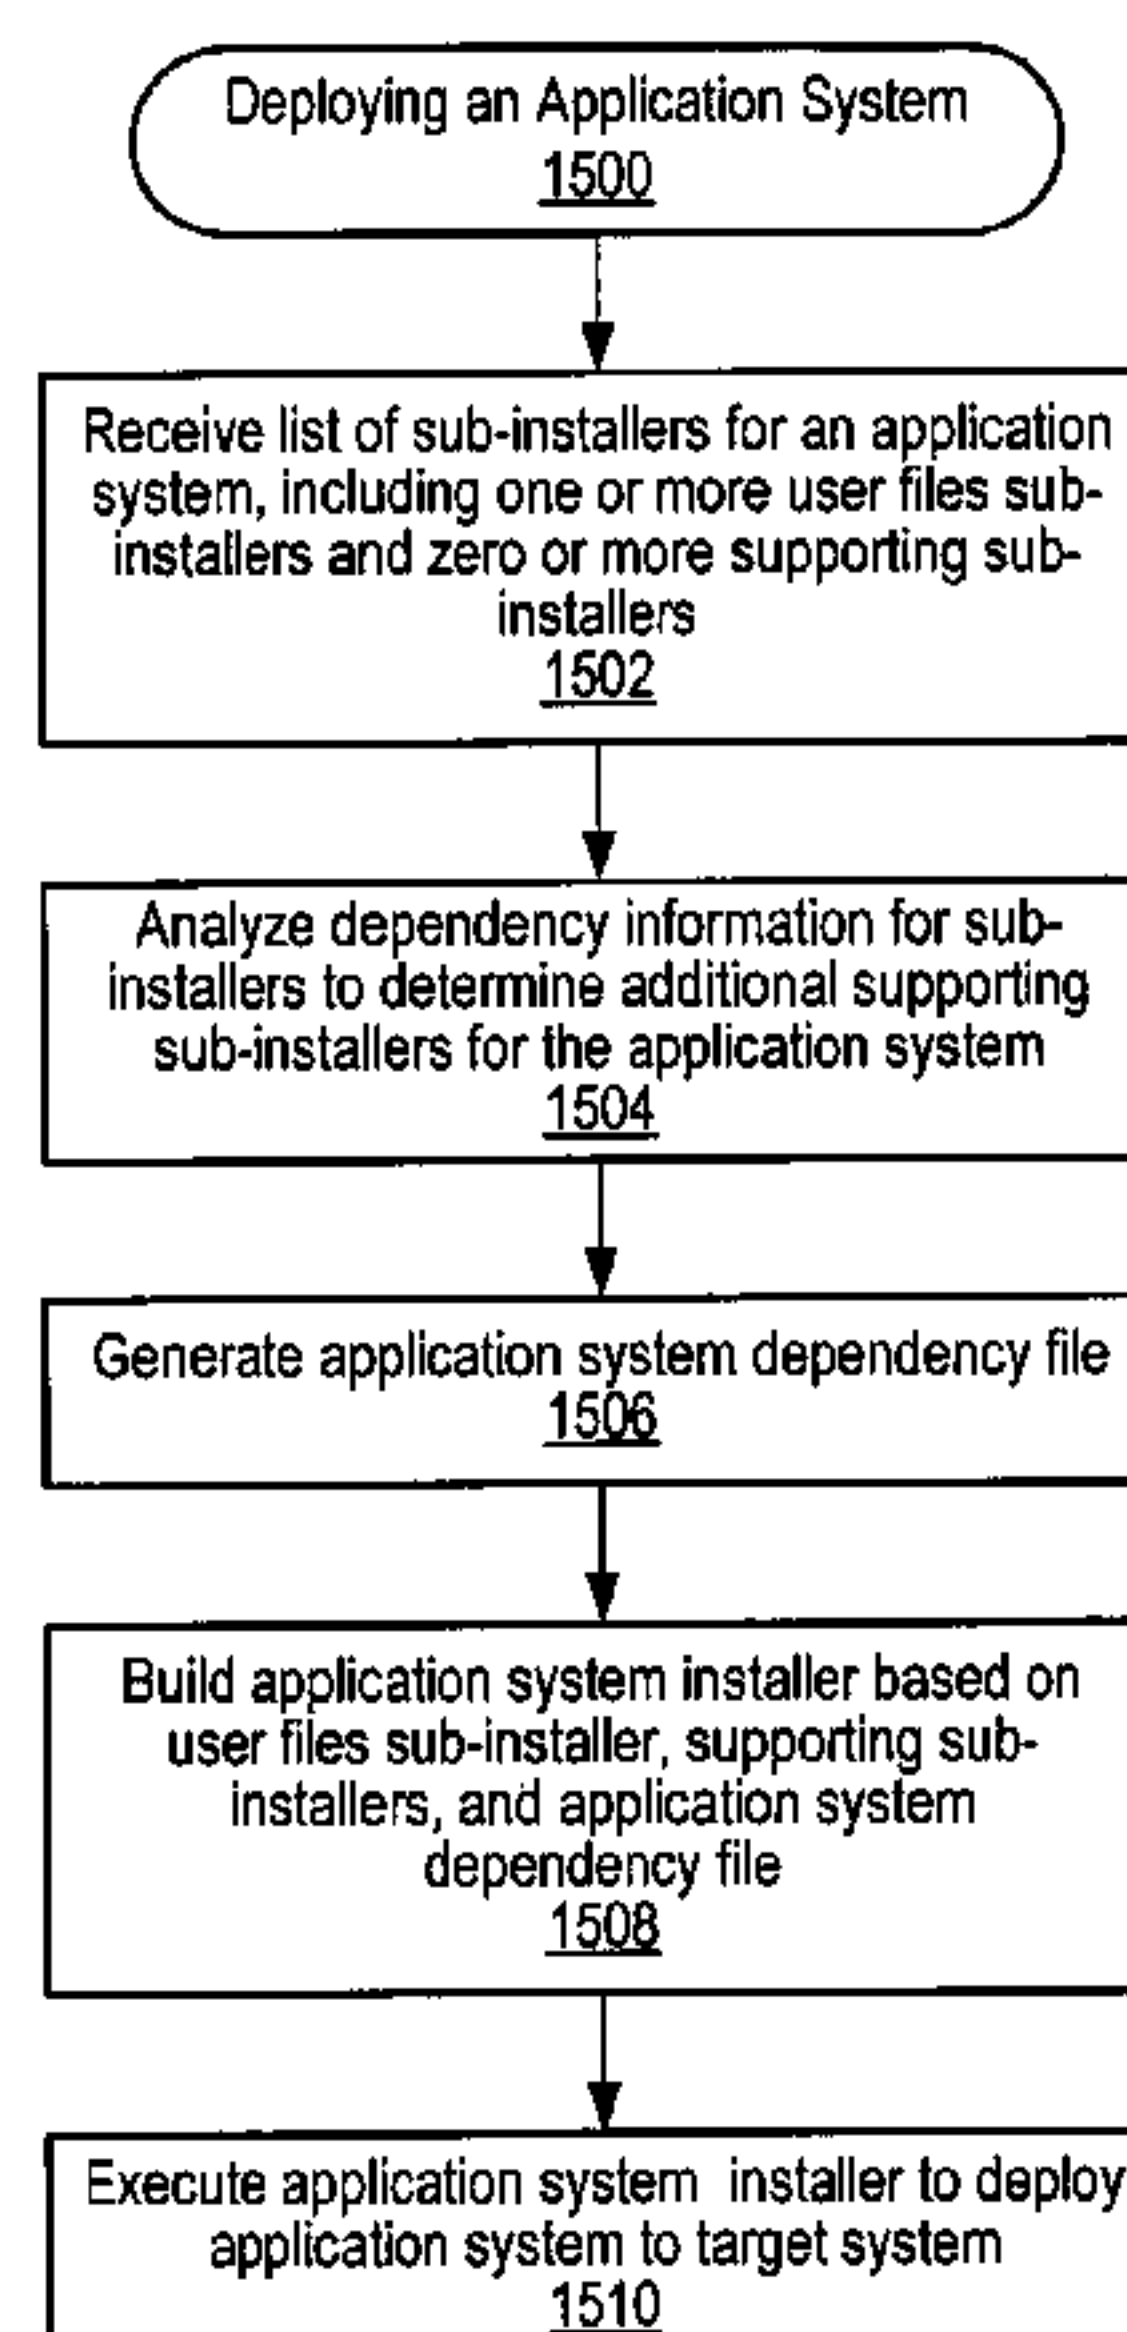 Deploying an Application System
1500
Receive list of sub-installers for an application
system, including one or more user files sub-
installers and zero or more supporting sub-
installers
1502
Analyze dependency information for sub-
installers to determine additional supporting
sub-installers for the application system
1504
Generate application system dependency file
1506
Build application system installer based on
user files sub-installer, supporting sub-
installers, and application system
dependency file
1508
Execute application system installer to deploy
application system to target system
1510